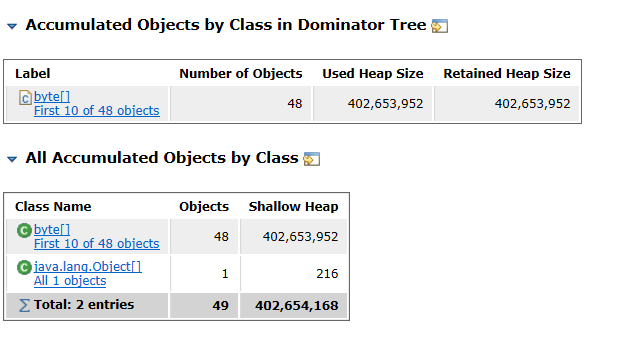 Accumulated Objects by Class in Dominator Tree
Label Number of Objects Used Heap Size Retained Heap Size
byte[]
First 10 of 48 objects 48 402,653,952 402,653,952
All Accumulated Objects by Class
Class Name Objects Shallow Heap
byte[]
First 10 of 48 objects 48 402,653,952
java.lang.Object[]
All 1 objects 1 216
Σ Total: 2 entries 49 402,654,168